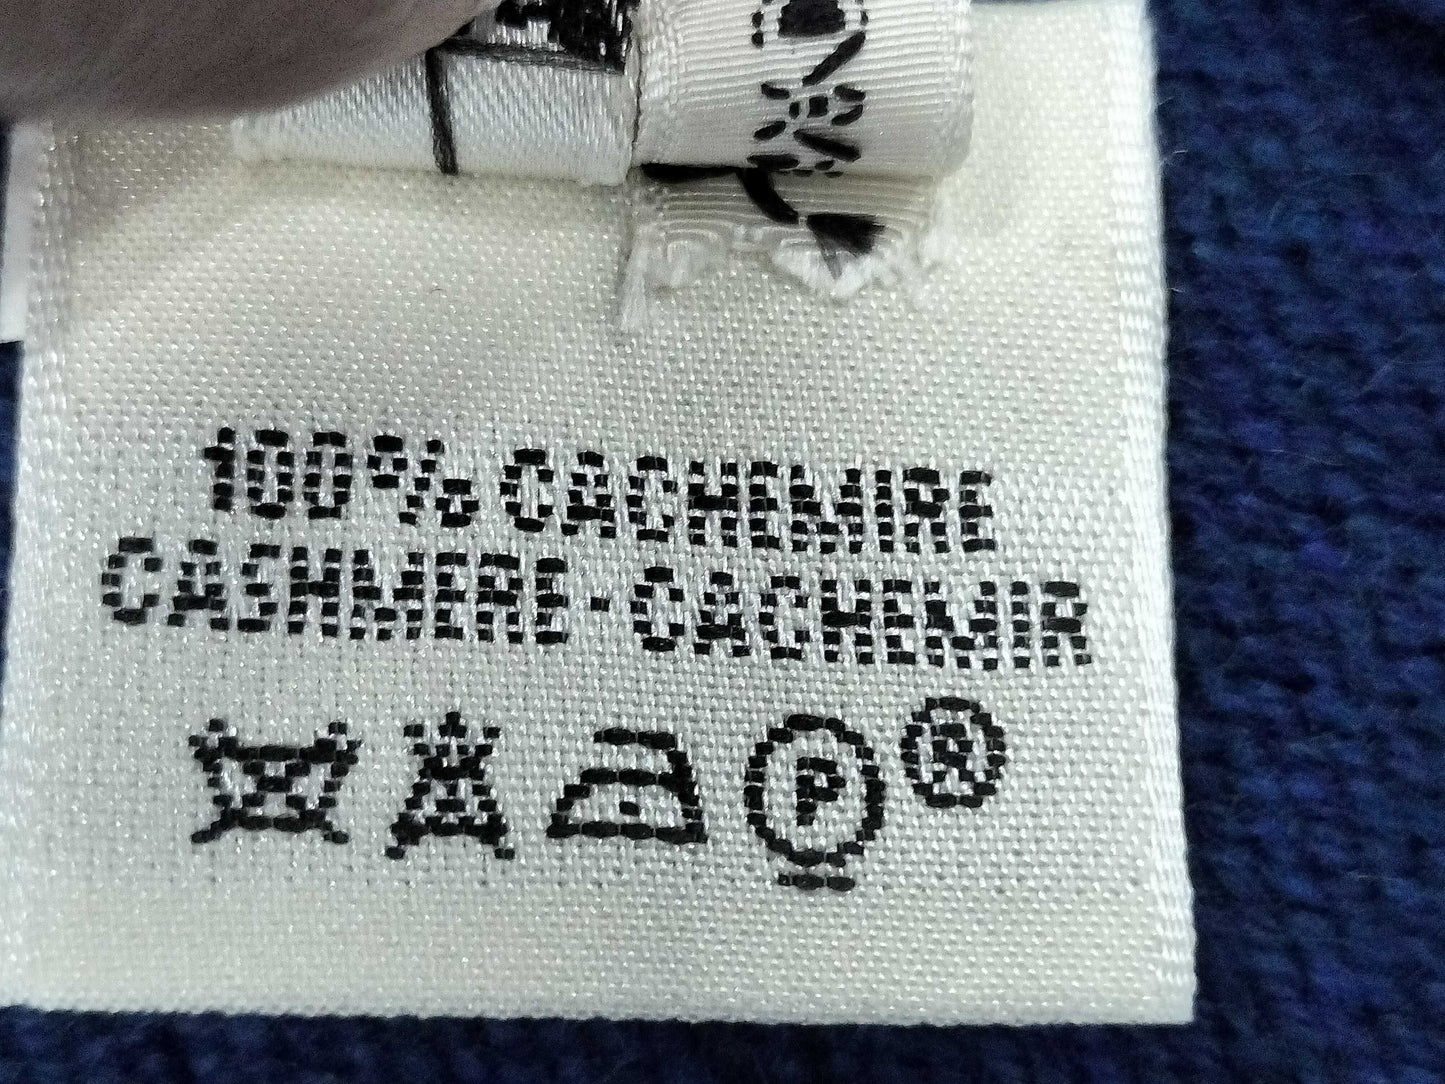 100% CACHEMIRE
CASHMERE - CACHEMIR
P ®